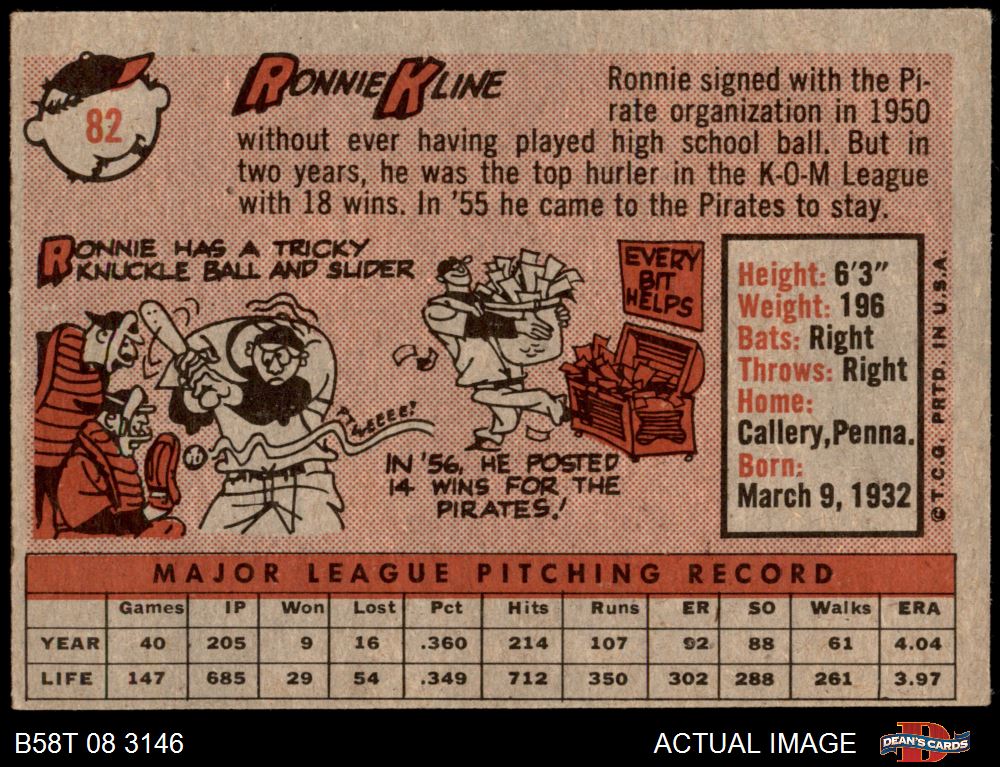 82
RONNIE KLINE
Ronnie signed with the Pi-
rate organization in 1950
without ever having played high school ball. But in
two years, he was the top hurler in the K-O-M League
with 18 wins. In '55 he came to the Pirates to stay.
RONNIE HAS A TRICKY
KNUCKLE BALL AND SLIDER
EVERY
BIT
HELPS
IN '56, HE POSTED
14 WINS FOR THE
PIRATES!
Height: 6'3"
Weight: 196
Bats: Right
Throws: Right
Home:
Callery, Penna.
Born:
March 9, 1932
© T.C.G. PRTD. IN U.S.A.
MAJOR LEAGUE PITCHING RECORD
Games IP Won Lost Pct Hits Runs ER SO Walks ERA
YEAR 40 205 9 16 .360 214 107 92 88 61 4.04
LIFE 147 685 29 54 .349 712 350 302 288 261 3.97
B58T 08 3146
ACTUAL IMAGE
DEAN'S CARDS